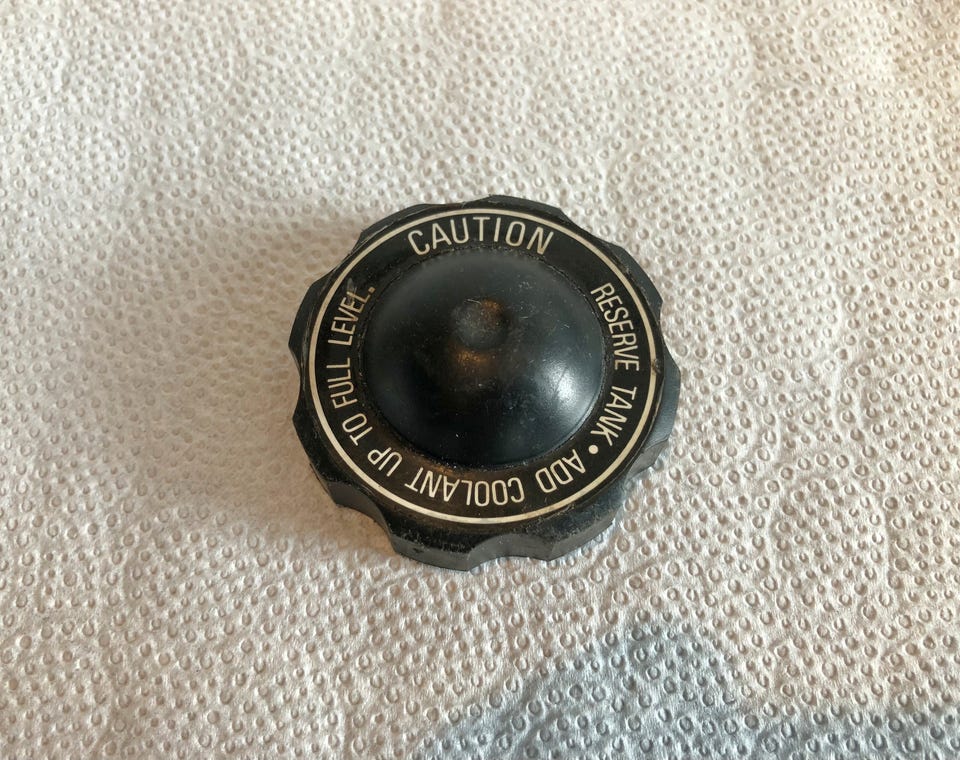 CAUTION
RESERVE TANK • ADD COOLANT UP TO FULL LEVEL.